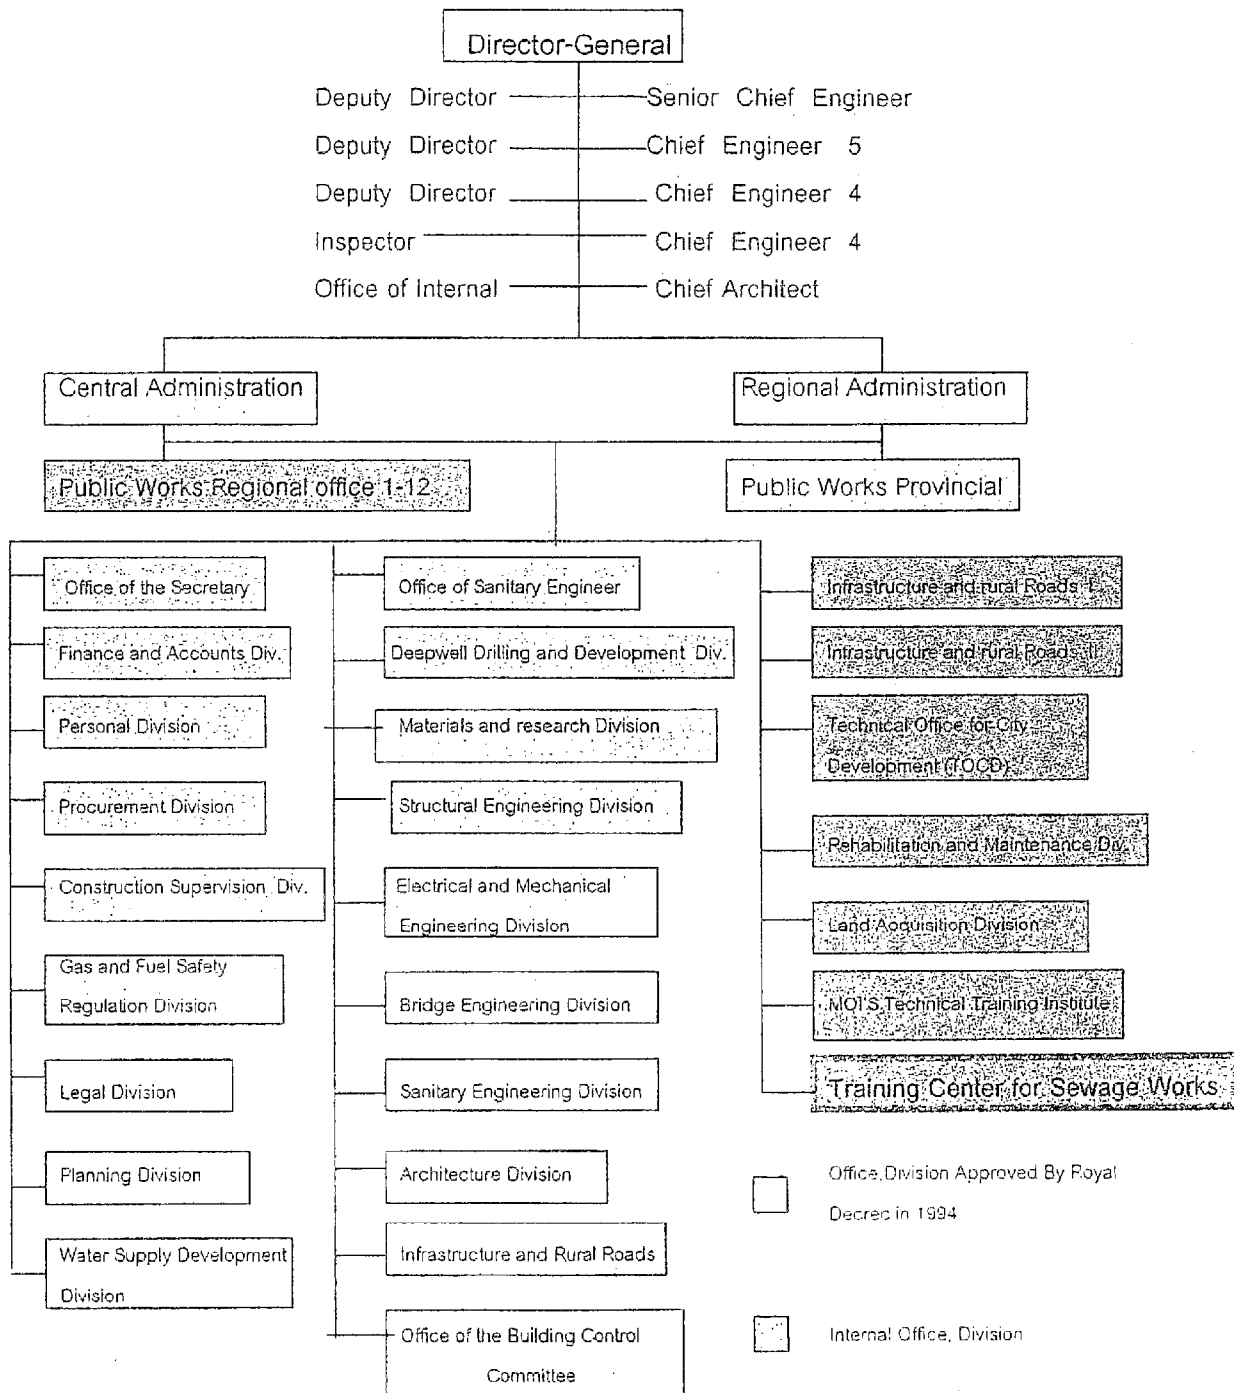 Director-General
Deputy Director
Senior Chief Engineer
Deputy Director
Chief Engineer 5
Deputy Director
Chief Engineer 4
Inspector
Chief Engineer 4
Office of Internal
Chief Architect
Central Administration
Regional Administration
Public Works Regional office 1-12
Public Works Provincial
Office of the Secretary
Finance and Accounts Div.
Personal Division
Procurement Division
Construction Supervision Div.
Gas and Fuel Safety
Regulation Division
Legal Division
Planning Division
Water Supply Development
Division
Office of Sanitary Engineer
Deepwell Drilling and Development Div.
Materials and research Division
Structural Engineering Division
Electrical and Mechanical
Engineering Division
Bridge Engineering Division
Sanitary Engineering Division
Architecture Division
Infrastructure and Rural Roads
Office of the Building Control
Committee
Infrastructure and rural Roads I
Infrastructure and rural Roads II
Technical Office for City
Development (TOCD)
Rehabilitation and Maintenance Div.
Land Acquisition Division
MOI'S Technical Training Institute
Training Center for Sewage Works
Office,Division Approved By Royal
Decree in 1994
Internal Office, Division